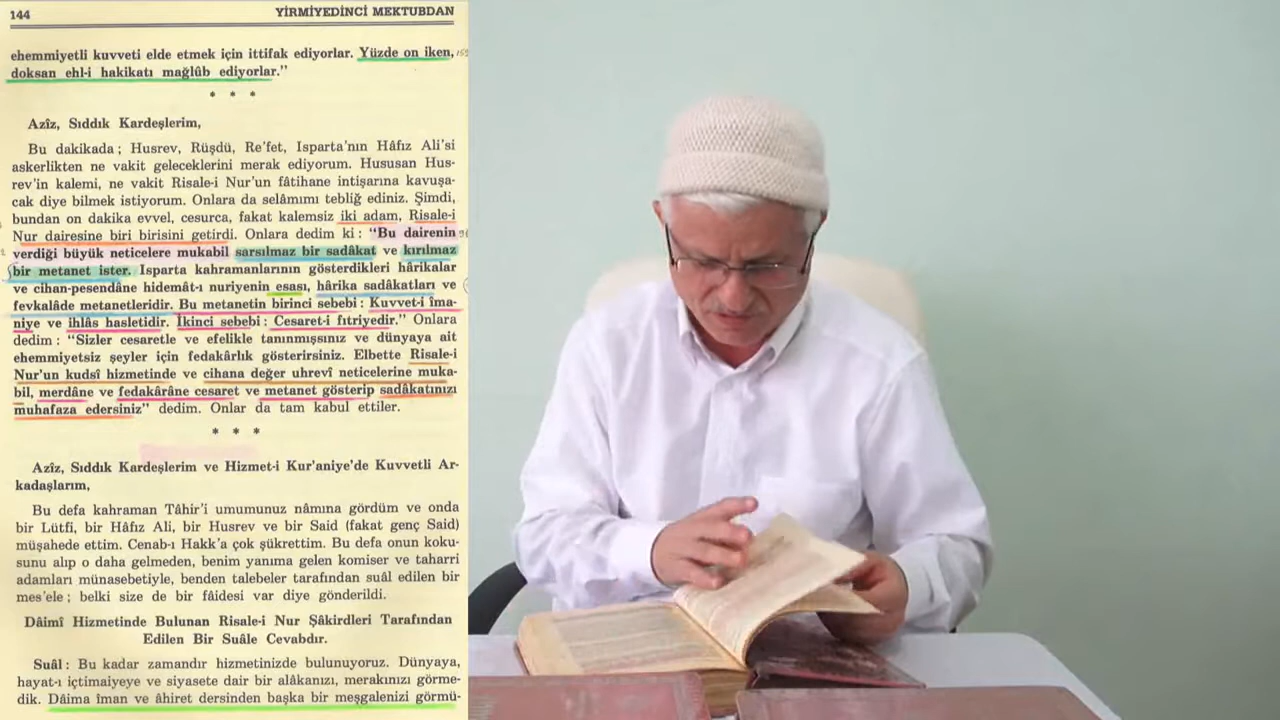 144 YİRMİYEDİNCİ MEKTUBDAN
ehemmiyetli kuvveti elde etmek için ittifak ediyorlar. Yüzde on iken,
doksan ehl-i hakikatı mağlûb ediyorlar."
* * *
Azîz, Sıddık Kardeşlerim,
Bu dakikada; Husrev, Rüşdü, Re'fet, Isparta'nın Hâfız Ali'si
askerlikten ne vakit geleceklerini merak ediyorum. Hususan Hus-
rev'in kalemi, ne vakit Risale-i Nur'un fâtihane intişarına kavuşa-
cak diye bilmek istiyorum. Onlara da selâmımı tebliğ ediniz. Şimdi,
bundan on dakika evvel, cesurca, fakat kalemsiz iki adam, Risale-i
Nur dairesine biri birisini getirdi. Onlara dedim ki: "Bu dairenin
verdiği büyük neticelere mukabil sarsılmaz bir sadâkat ve kırılmaz
bir metanet ister. Isparta kahramanlarının gösterdikleri hârikalar
ve cihan-pesendâne hidemât-ı nuriyenin esası, hârika sadâkatları ve
fevkalâde metanetleridir. Bu metanetin birinci sebebi: Kuvvet-i îma-
niye ve ihlâs hasletidir. İkinci sebebi: Cesaret-i fıtriyedir." Onlara
dedim: "Sizler cesaretle ve efelikle tanınmışsınız ve dünyaya ait
ehemmiyetsiz şeyler için fedakârlık gösterirsiniz. Elbette Risale-i
Nur'un kudsî hizmetinde ve cihana değer uhrevî neticelerine muka-
bil, merdâne ve fedakârâne cesaret ve metanet gösterip sadâkatınızı
muhafaza edersiniz" dedim. Onlar da tam kabul ettiler.
* * *
Azîz, Sıddık Kardeşlerim ve Hizmet-i Kur'aniye'de Kuvvetli Ar-
kadaşlarım,
Bu defa kahraman Tâhir'i umumunuz nâmına gördüm ve onda
bir Lütfi, bir Hâfız Ali, bir Husrev ve bir Said (fakat genç Said)
müşahede ettim. Cenab-ı Hakk'a çok şükrettim. Bu defa onun koku-
sunu alıp o daha gelmeden, benim yanıma gelen komiser ve taharri
adamları münasebetiyle, benden talebeler tarafından suâl edilen bir
mes'ele; belki size de bir fâidesi var diye gönderildi.
Dâimî Hizmetinde Bulunan Risale-i Nur Şâkirdleri Tarafından
Edilen Bir Suâle Cevabdır.
Suâl: Bu kadar zamandır hizmetinizde bulunuyoruz. Dünyaya,
hayat-ı içtimaiyeye ve siyasete dair bir alâkanızı, merakınızı görme-
dik. Dâima îman ve âhiret dersinden başka bir meşgalenizi görmü-